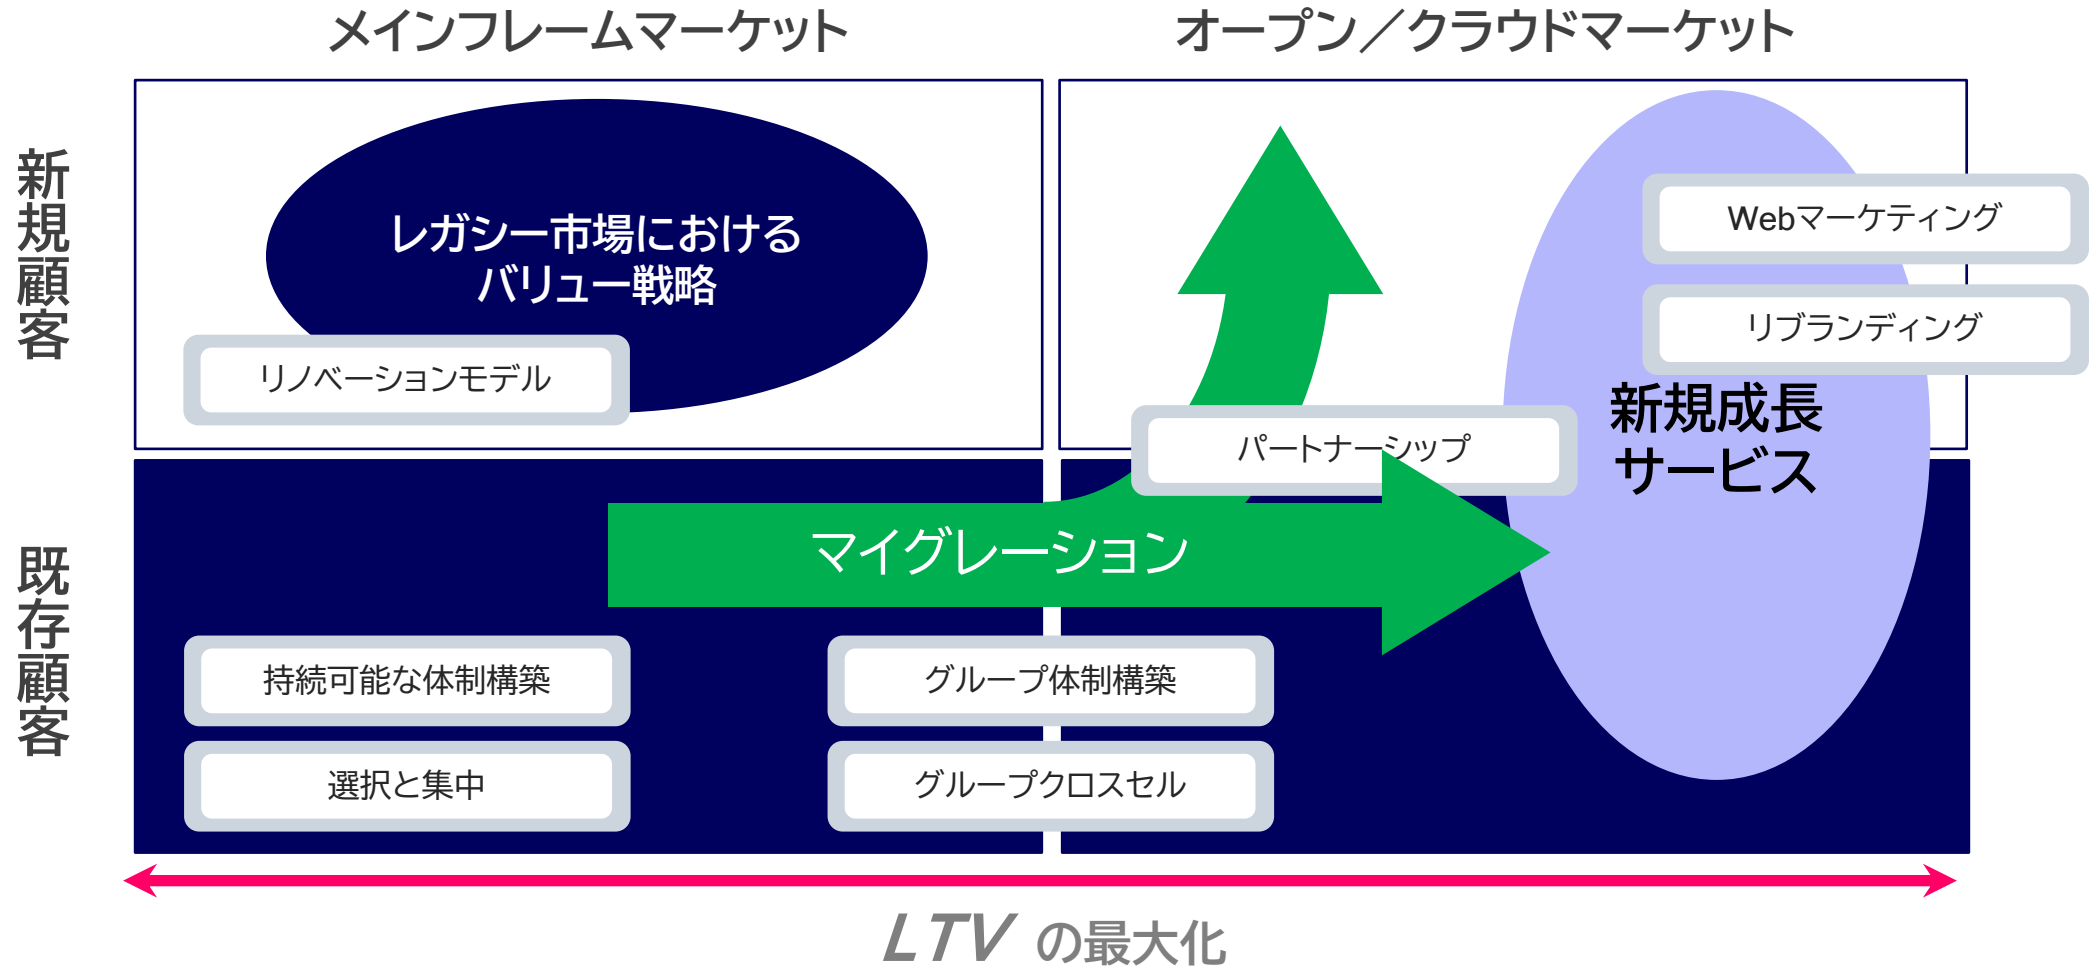 メインフレームマーケット
オープン／クラウドマーケット
新規顧客
レガシー市場における
バリュー戦略
リノベーションモデル
Webマーケティング
リブランディング
新規成長
サービス
パートナーシップ
既存顧客
マイグレーション
持続可能な体制構築
グループ体制構築
選択と集中
グループクロスセル
LTV の最大化